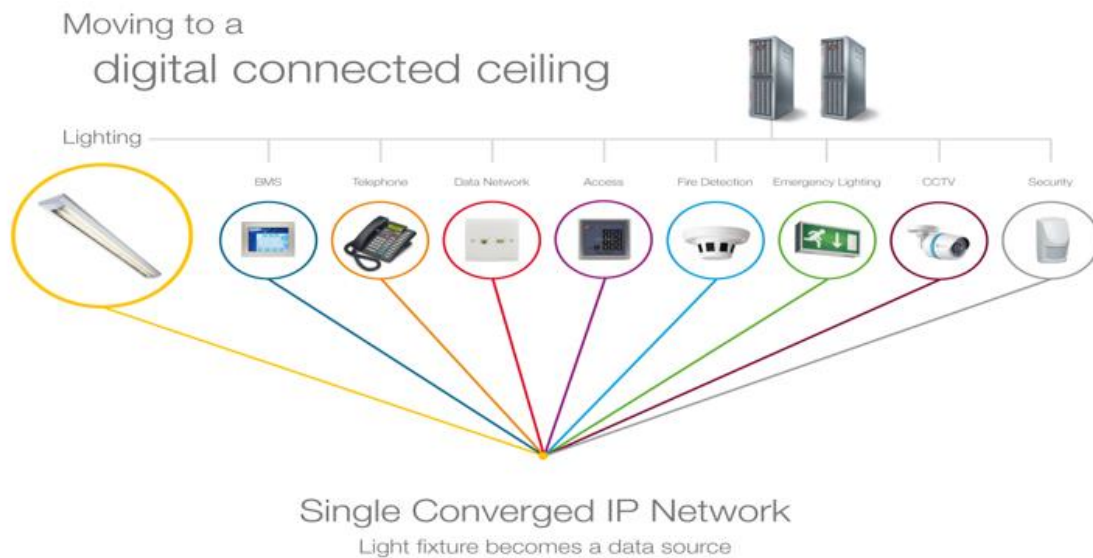 Moving to a
digital connected ceiling
Lighting
BMS
Telephone
Data Network
Access
Fire Detection
Emergency Lighting
CCTV
Security
Single Converged IP Network
Light fixture becomes a data source